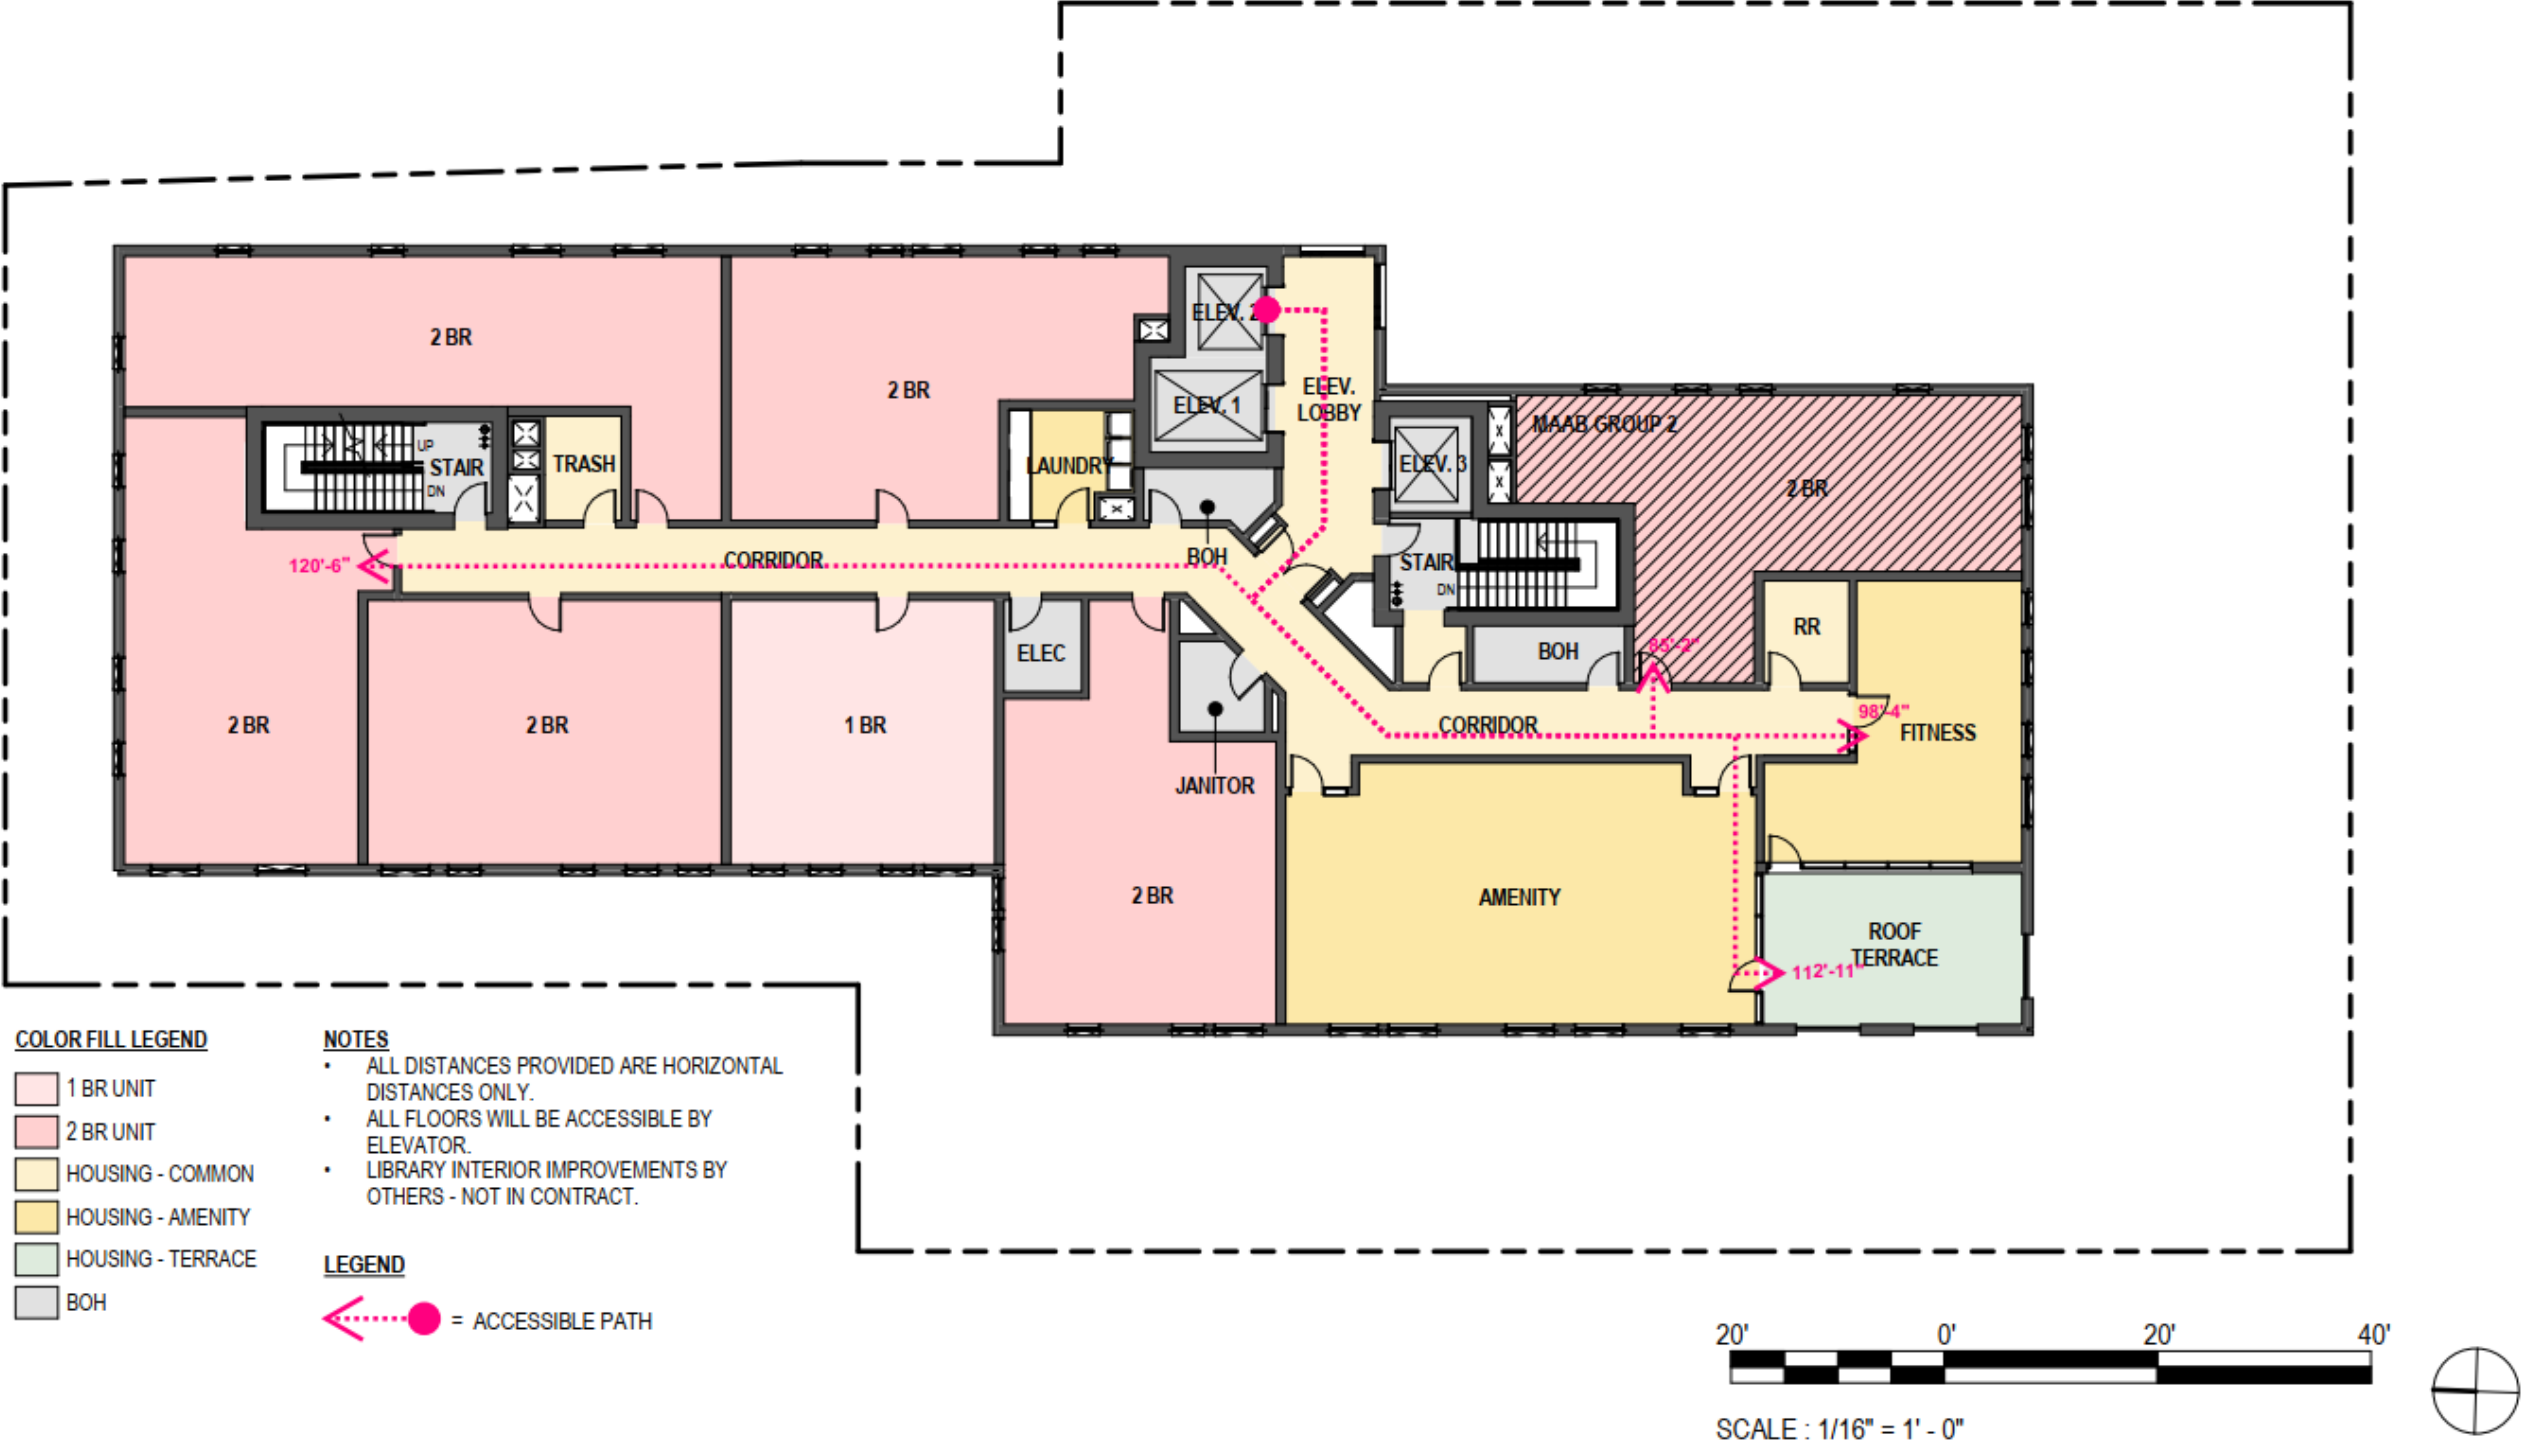 2 BR
2 BR
ELEV. 2
ELEV. 1
ELEV.
LOBBY
ELEV. 3
MAAB GROUP 2
2 BR
UP
STAIR
DN
TRASH
LAUNDRY
120'-6"
CORRIDOR
BOH
STAIR
DN
ELEC
BOH
85'-2"
RR
2 BR
2 BR
1 BR
JANITOR
CORRIDOR
98'-4"
FITNESS
2 BR
AMENITY
ROOF
TERRACE
112'-11"
COLOR FILL LEGEND
1 BR UNIT
2 BR UNIT
HOUSING - COMMON
HOUSING - AMENITY
HOUSING - TERRACE
BOH
NOTES
• ALL DISTANCES PROVIDED ARE HORIZONTAL
DISTANCES ONLY.
• ALL FLOORS WILL BE ACCESSIBLE BY
ELEVATOR.
• LIBRARY INTERIOR IMPROVEMENTS BY
OTHERS - NOT IN CONTRACT.
LEGEND
= ACCESSIBLE PATH
20' 0' 20' 40'
SCALE : 1/16" = 1' - 0"